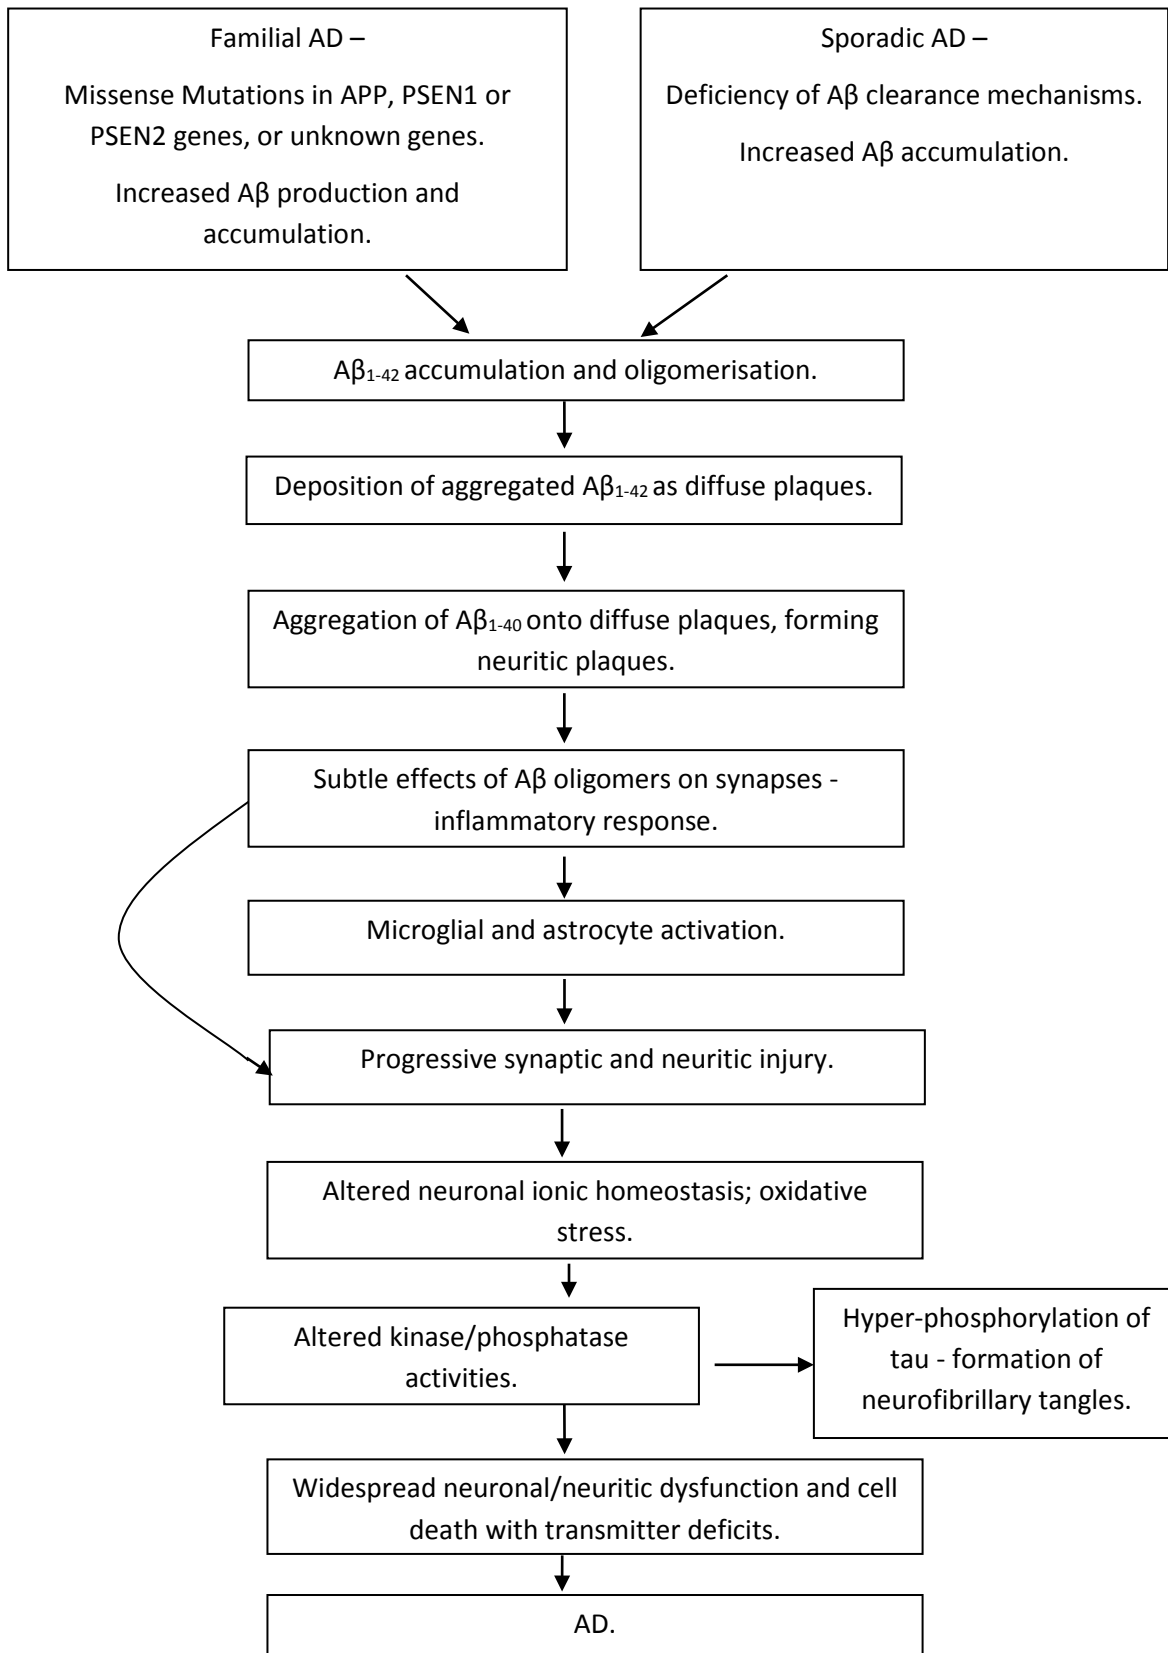 Familial AD –
Missense Mutations in APP, PSEN1 or
PSEN2 genes, or unknown genes.
Increased Aβ production and
accumulation.
Sporadic AD –
Deficiency of Aβ clearance mechanisms.
Increased Aβ accumulation.
Aβ1-42 accumulation and oligomerisation.
Deposition of aggregated Aβ1-42 as diffuse plaques.
Aggregation of Aβ1-40 onto diffuse plaques, forming
neuritic plaques.
Subtle effects of Aβ oligomers on synapses -
inflammatory response.
Microglial and astrocyte activation.
Progressive synaptic and neuritic injury.
Altered neuronal ionic homeostasis; oxidative
stress.
Altered kinase/phosphatase
activities.
Hyper-phosphorylation of
tau - formation of
neurofibrillary tangles.
Widespread neuronal/neuritic dysfunction and cell
death with transmitter deficits.
AD.